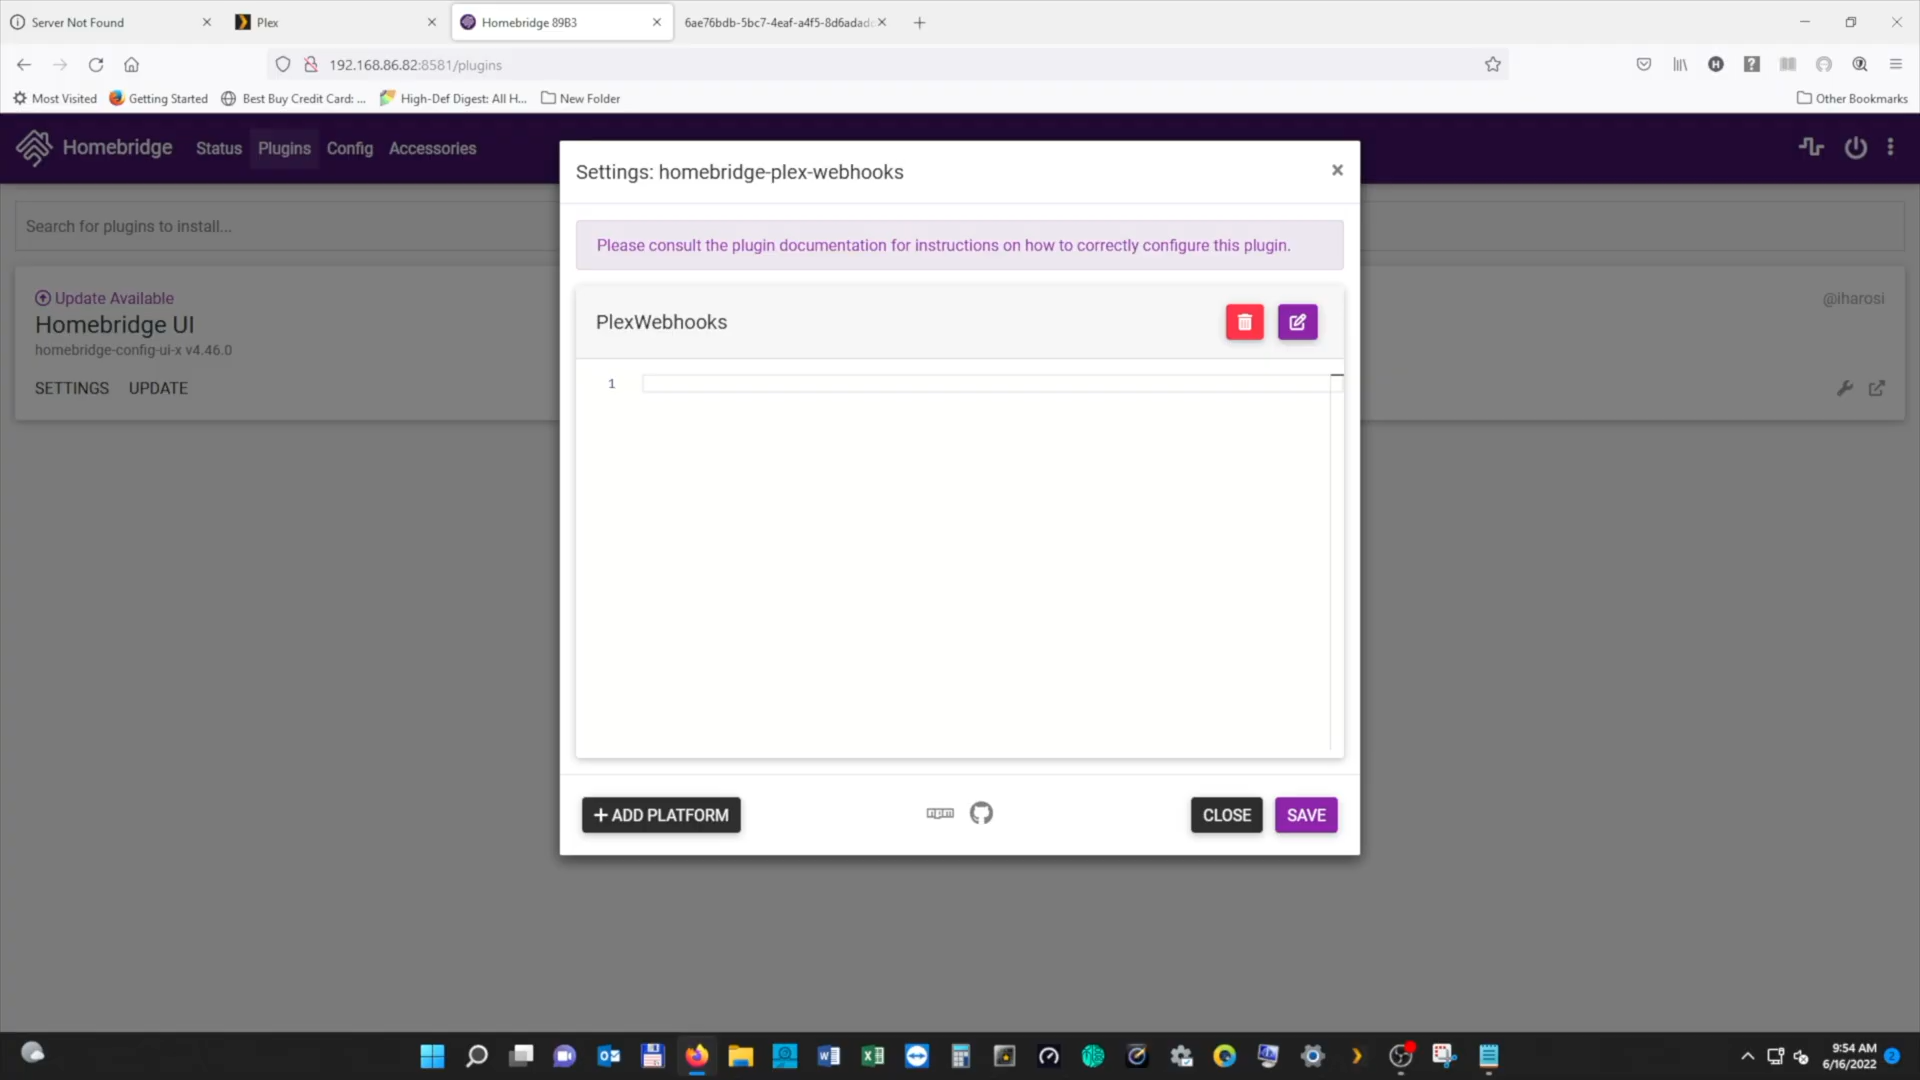 Server Not Found
Plex
Homebridge 89B3
6ae76bdb-5bc7-4eaf-a4f5-8d6adad
192.168.86.82:8581/plugins
Most Visited
Getting Started
Best Buy Credit Card: ...
High-Def Digest: All H...
New Folder
Other Bookmarks
Homebridge
Status
Plugins
Config
Accessories
Settings: homebridge-plex-webhooks
×
Search for plugins to install...
Please consult the plugin documentation for instructions on how to correctly configure this plugin.
Update Available
@iharosi
Homebridge UI
homebridge-config-ui-x v4.46.0
PlexWebhooks
SETTINGS UPDATE
1
+ ADD PLATFORM
npm
CLOSE
SAVE
9:54 AM
6/16/2022
2